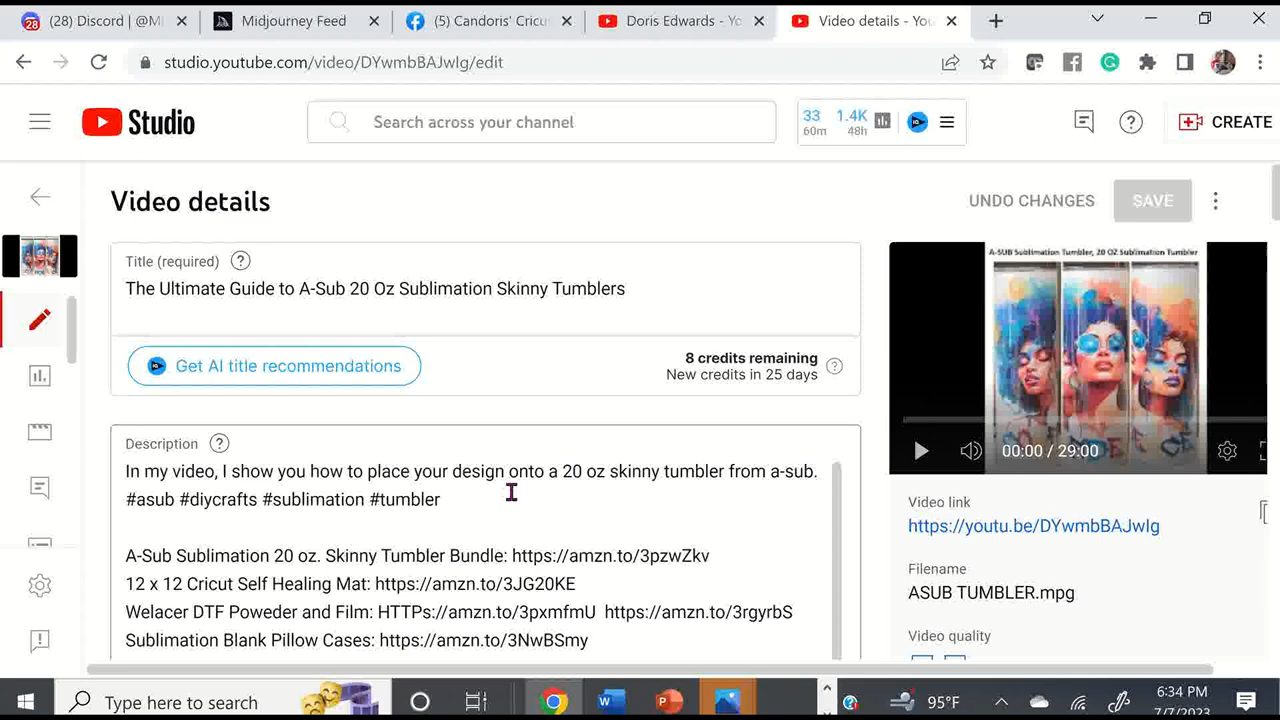 (28) Discord | @MI
Midjourney Feed
(5) Candoris' Cricu
Doris Edwards - Yo
Video details - You
studio.youtube.com/video/DYwmbBAJwIg/edit
Studio
Search across your channel
33
60m
1.4K
48h
CREATE
Video details
UNDO CHANGES
SAVE
Title (required)
The Ultimate Guide to A-Sub 20 Oz Sublimation Skinny Tumblers
Get AI title recommendations
8 credits remaining
New credits in 25 days
Description
In my video, I show you how to place your design onto a 20 oz skinny tumbler from a-sub.
#asub #diycrafts #sublimation #tumbler
A-Sub Sublimation 20 oz. Skinny Tumbler Bundle: https://amzn.to/3pzwZkv
12 x 12 Cricut Self Healing Mat: https://amzn.to/3JG20KE
Welacer DTF Poweder and Film: HTTPs://amzn.to/3pxmfmU https://amzn.to/3rgyrbS
Sublimation Blank Pillow Cases: https://amzn.to/3NwBSmy
A-SUB Sublimation Tumbler, 20 OZ Sublimation Tumbler
00:00 / 29:00
Video link
https://youtu.be/DYwmbBAJwIg
Filename
ASUB TUMBLER.mpg
Video quality
Type here to search
95°F
6:34 PM
7/7/2023